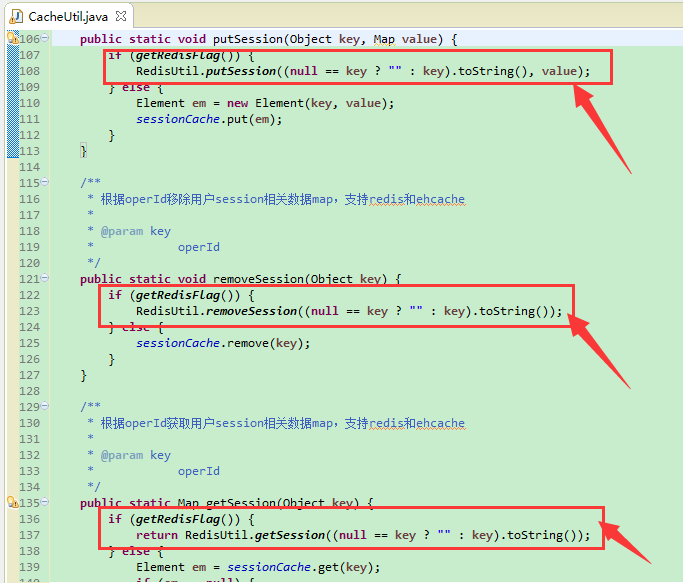 CacheUtil.java
106 public static void putSession(Object key, Map value) {
107 if (getRedisFlag()) {
108 RedisUtil.putSession((null == key ? "" : key).toString(), value);
109 } else {
110 Element em = new Element(key, value);
111 sessionCache.put(em);
112 }
113 }
114
115 /**
116 * 根据operId移除用户session相关数据map，支持redis和ehcache
117 *
118 * @param key
119 * operId
120 */
121 public static void removeSession(Object key) {
122 if (getRedisFlag()) {
123 RedisUtil.removeSession((null == key ? "" : key).toString());
124 } else {
125 sessionCache.remove(key);
126 }
127 }
128
129 /**
130 * 根据operId获取用户session相关数据map，支持redis和ehcache
131 *
132 * @param key
133 * operId
134 */
135 public static Map getSession(Object key) {
136 if (getRedisFlag()) {
137 return RedisUtil.getSession((null == key ? "" : key).toString());
138 } else {
139 Element em = sessionCache.get(key);
140 if (em == null) {